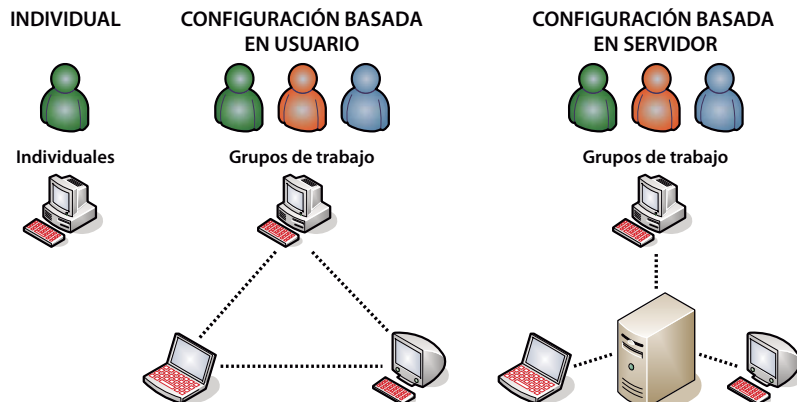 INDIVIDUAL
CONFIGURACIÓN BASADA
EN USUARIO
CONFIGURACIÓN BASADA
EN SERVIDOR
Individuales
Grupos de trabajo
Grupos de trabajo